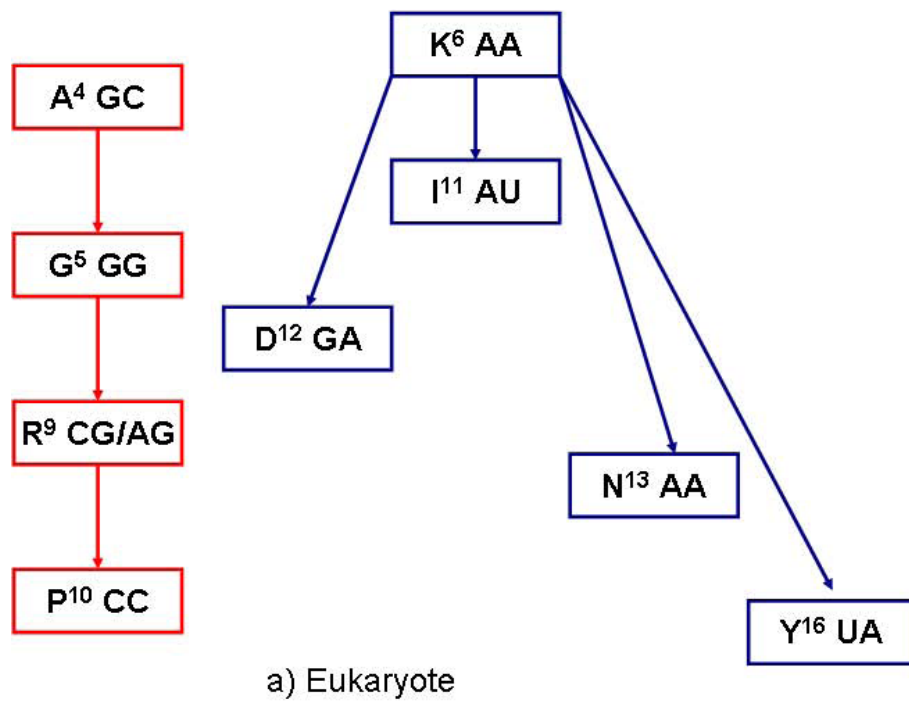 K⁶ AA
A⁴ GC
I¹¹ AU
G⁵ GG
D¹² GA
R⁹ CG/AG
N¹³ AA
P¹⁰ CC
Y¹⁶ UA
a) Eukaryote